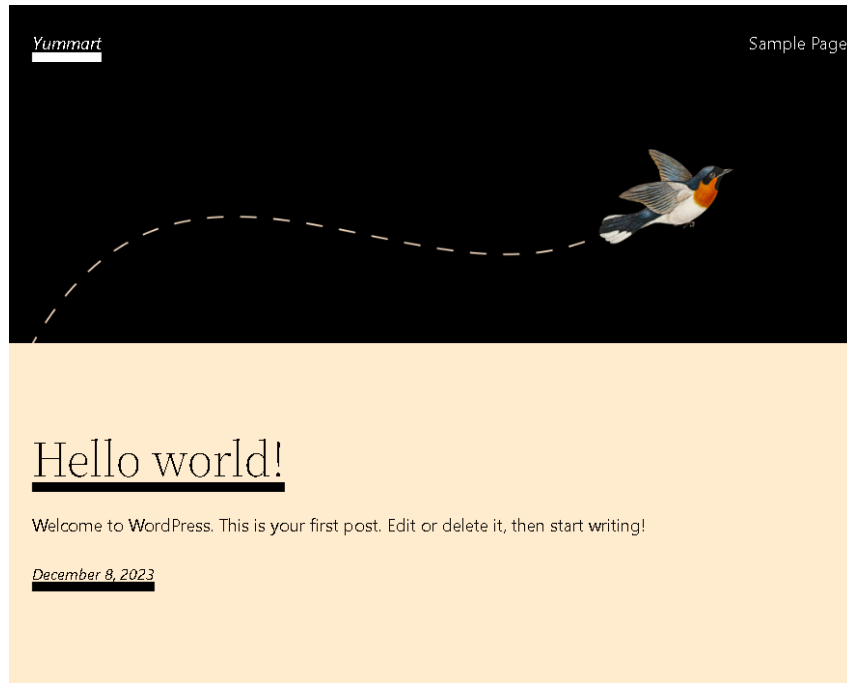 Yummart
Sample Page
Hello world!
Welcome to WordPress. This is your first post. Edit or delete it, then start writing!
December 8, 2023